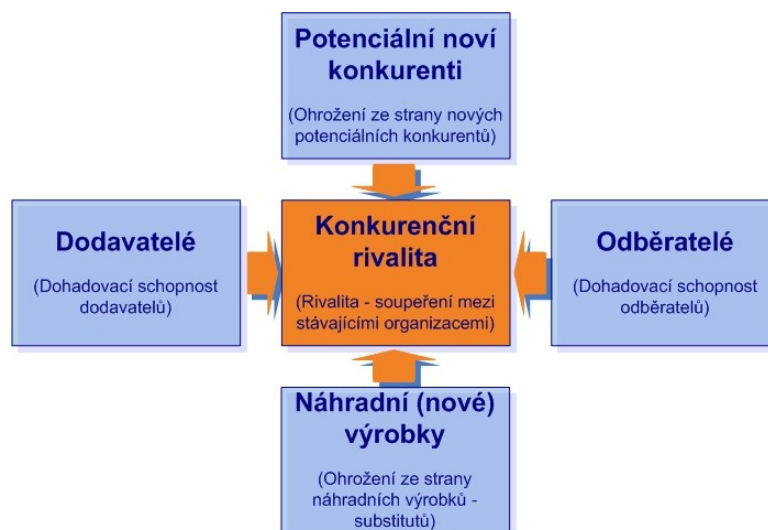 Potenciální noví
konkurenti
(Ohrožení ze strany nových
potenciálních konkurentů)
Dodavatelé
(Dohadovací schopnost
dodavatelů)
Konkurenční
rivalita
(Rivalita - soupeření mezi
stávajícími organizacemi)
Odběratelé
(Dohadovací schopnost
odběratelů)
Náhradní (nové)
výrobky
(Ohrožení ze strany
náhradních výrobků -
substitutů)